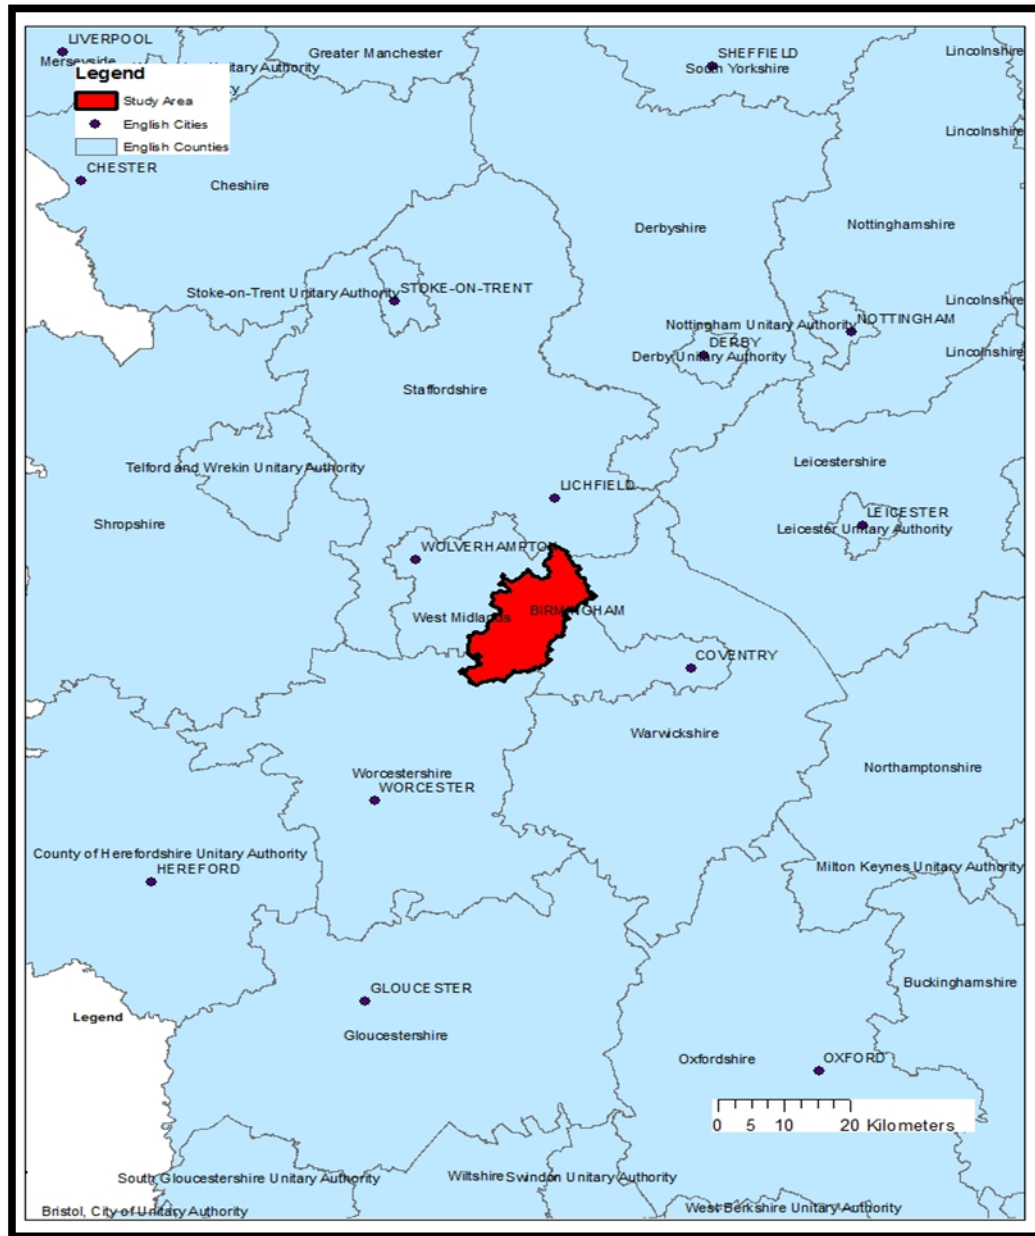 LIVERPOOL
Merseyside
Unitary Authority
Greater Manchester
SHEFFIELD
South Yorkshire
Lincolnshire
Legend
Study Area
English Cities
English Counties
Lincolnshire
CHESTER
Cheshire
Derbyshire
Nottinghamshire
Stoke-on-Trent Unitary Authority
STOKE-ON-TRENT
Lincolnshire
Nottingham Unitary Authority
NOTTINGHAM
DERBY
Derby Unitary Authority
Lincolnshire
Staffordshire
Telford and Wrekin Unitary Authority
Leicestershire
LICHFIELD
Shropshire
LEICESTER
Leicester Unitary Authority
WOLVERHAMPTON
West Midlands
BIRMINGHAM
COVENTRY
Warwickshire
Worcestershire
WORCESTER
Northamptonshire
County of Herefordshire Unitary Authority
HEREFORD
Milton Keynes Unitary Authority
Buckinghamshire
GLOUCESTER
Legend
Gloucestershire
Oxfordshire
OXFORD
0 5 10 20 Kilometers
South Gloucestershire Unitary Authority
Wiltshire
Swindon Unitary Authority
Bristol, City of Unitary Authority
West Berkshire Unitary Authority